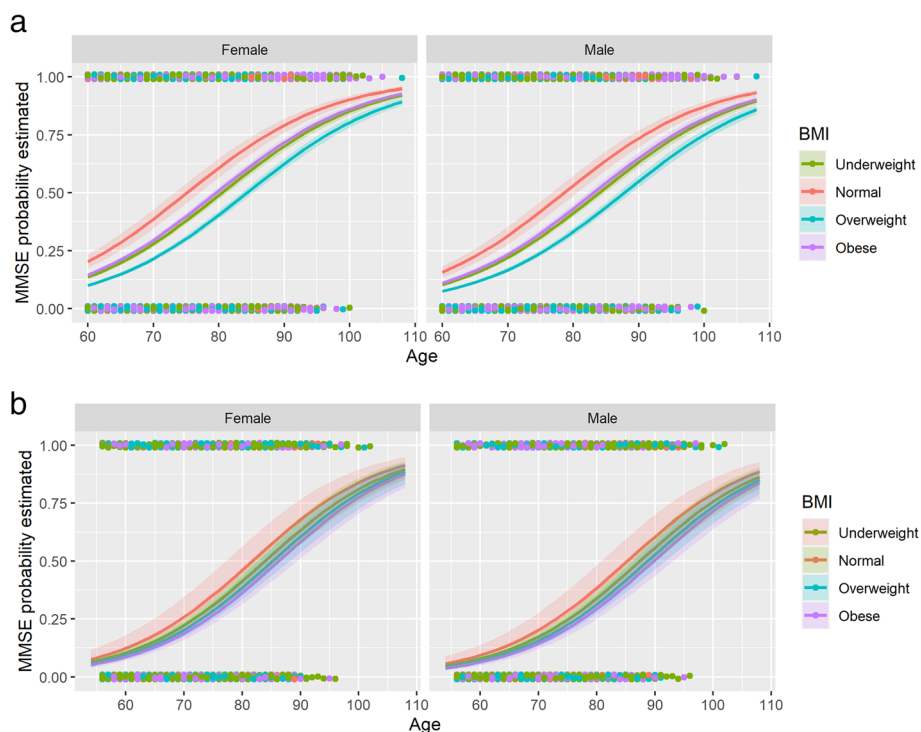 a
Female
Male
MMSE probability estimated
1.00
0.75
0.50
0.25
0.00
60 70 80 90 100 110
60 70 80 90 100 110
Age
BMI
Underweight
Normal
Overweight
Obese
b
Female
Male
MMSE probability estimated
1.00
0.75
0.50
0.25
0.00
60 70 80 90 100 110
60 70 80 90 100 110
Age
BMI
Underweight
Normal
Overweight
Obese